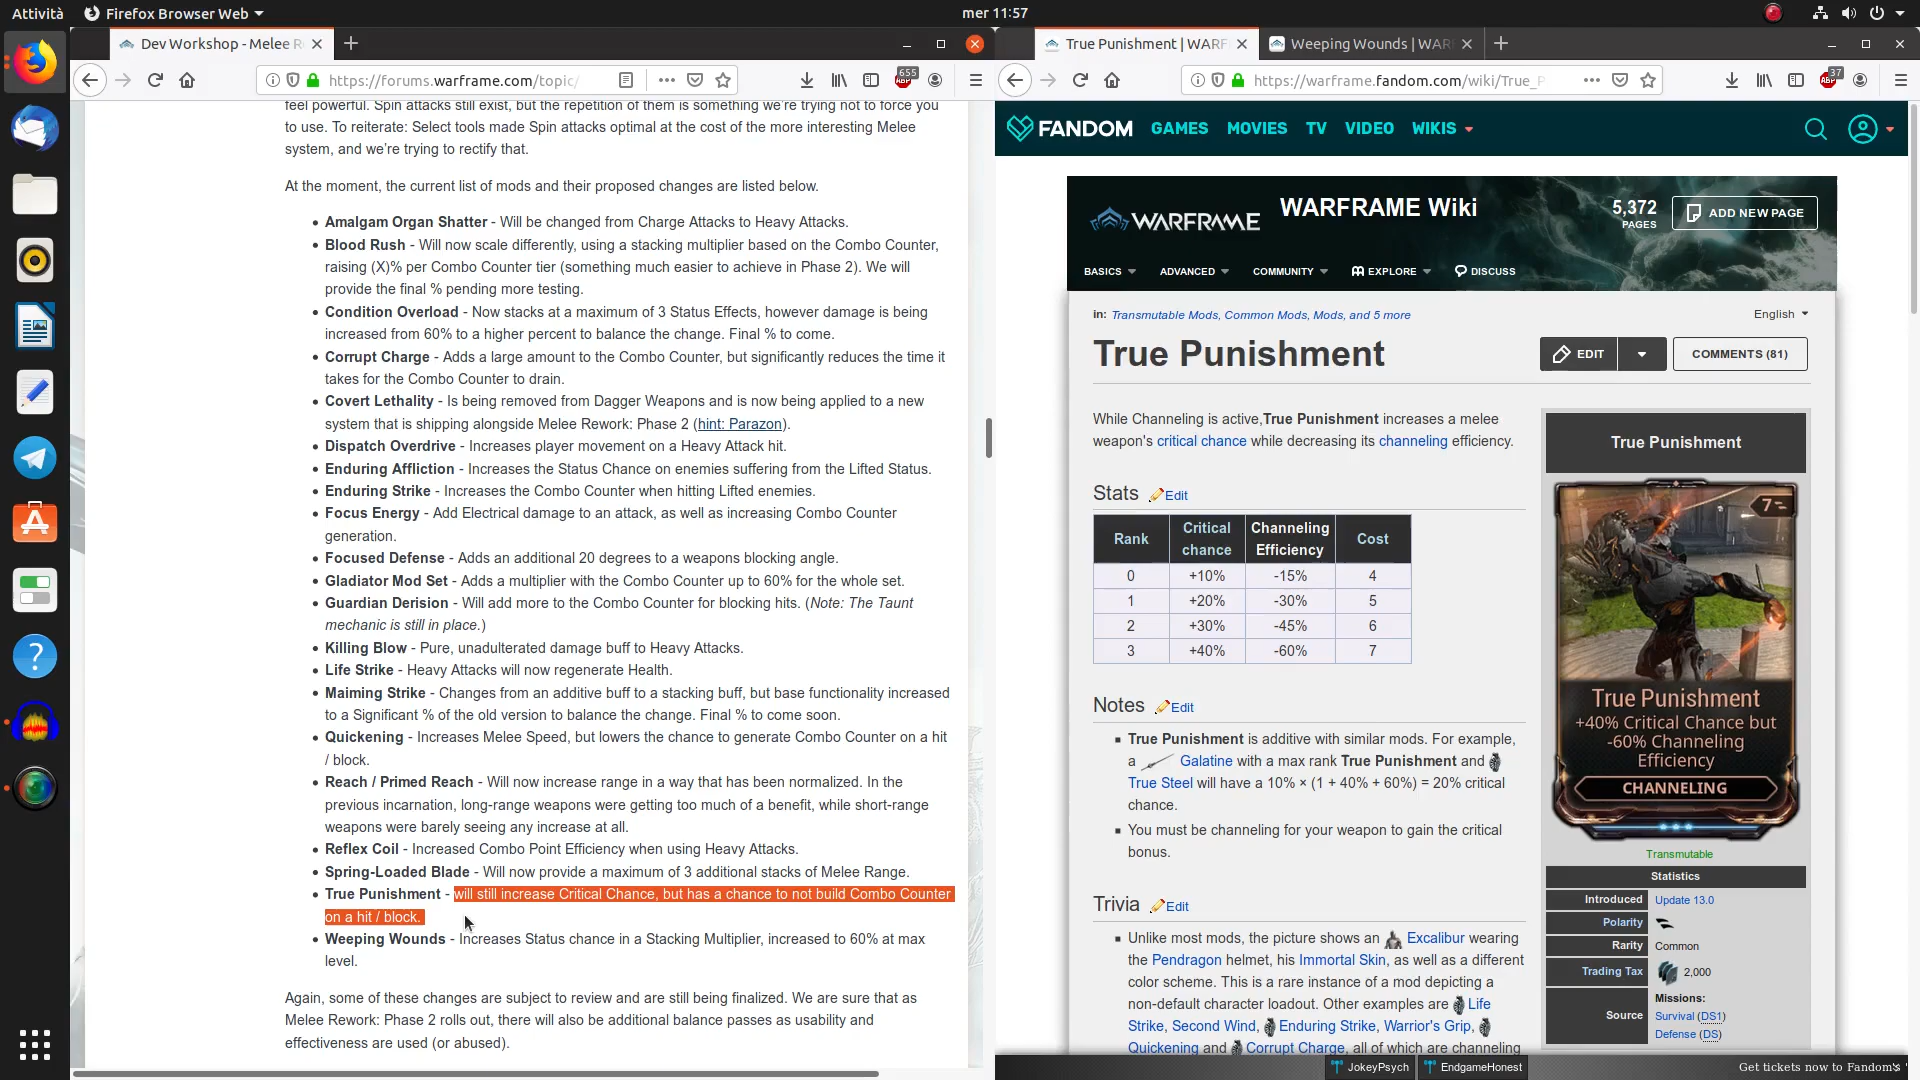 Attività
Firefox Browser Web
mer 11:57
Dev Workshop - Melee R
True Punishment | WARF
Weeping Wounds | WAR
https://forums.warframe.com/topic/
655
https://warframe.fandom.com/wiki/True_P
37
feel powerful. Spin attacks still exist, but the repetition of them is something we're trying not to force you
to use. To reiterate: Select tools made Spin attacks optimal at the cost of the more interesting Melee
system, and we're trying to rectify that.
At the moment, the current list of mods and their proposed changes are listed below.
• Amalgam Organ Shatter - Will be changed from Charge Attacks to Heavy Attacks.
• Blood Rush - Will now scale differently, using a stacking multiplier based on the Combo Counter,
raising (X)% per Combo Counter tier (something much easier to achieve in Phase 2). We will
provide the final % pending more testing.
• Condition Overload - Now stacks at a maximum of 3 Status Effects, however damage is being
increased from 60% to a higher percent to balance the change. Final % to come.
• Corrupt Charge - Adds a large amount to the Combo Counter, but significantly reduces the time it
takes for the Combo Counter to drain.
• Covert Lethality - Is being removed from Dagger Weapons and is now being applied to a new
system that is shipping alongside Melee Rework: Phase 2 (hint: Parazon).
• Dispatch Overdrive - Increases player movement on a Heavy Attack hit.
• Enduring Affliction - Increases the Status Chance on enemies suffering from the Lifted Status.
• Enduring Strike - Increases the Combo Counter when hitting Lifted enemies.
• Focus Energy - Add Electrical damage to an attack, as well as increasing Combo Counter
generation.
• Focused Defense - Adds an additional 20 degrees to a weapons blocking angle.
• Gladiator Mod Set - Adds a multiplier with the Combo Counter up to 60% for the whole set.
• Guardian Derision - Will add more to the Combo Counter for blocking hits. (Note: The Taunt
mechanic is still in place.)
• Killing Blow - Pure, unadulterated damage buff to Heavy Attacks.
• Life Strike - Heavy Attacks will now regenerate Health.
• Maiming Strike - Changes from an additive buff to a stacking buff, but base functionality increased
to a Significant % of the old version to balance the change. Final % to come soon.
• Quickening - Increases Melee Speed, but lowers the chance to generate Combo Counter on a hit
/ block.
• Reach / Primed Reach - Will now increase range in a way that has been normalized. In the
previous incarnation, long-range weapons were getting too much of a benefit, while short-range
weapons were barely seeing any increase at all.
• Reflex Coil - Increased Combo Point Efficiency when using Heavy Attacks.
• Spring-Loaded Blade - Will now provide a maximum of 3 additional stacks of Melee Range.
• True Punishment - will still increase Critical Chance, but has a chance to not build Combo Counter
on a hit / block.
• Weeping Wounds - Increases Status chance in a Stacking Multiplier, increased to 60% at max
level.
Again, some of these changes are subject to review and are still being finalized. We are sure that as
Melee Rework: Phase 2 rolls out, there will also be additional balance passes as usability and
effectiveness are used (or abused).
FANDOM GAMES MOVIES TV VIDEO WIKIS
WARFRAME
WARFRAME Wiki
5,372
PAGES
ADD NEW PAGE
BASICS ADVANCED COMMUNITY EXPLORE DISCUSS
in: Transmutable Mods, Common Mods, Mods, and 5 more
English
True Punishment
EDIT
COMMENTS (81)
While Channeling is active,True Punishment increases a melee
weapon's critical chance while decreasing its channeling efficiency.
Stats Edit
Rank Critical chance Channeling Efficiency Cost
0 +10% -15% 4
1 +20% -30% 5
2 +30% -45% 6
3 +40% -60% 7
Notes Edit
True Punishment is additive with similar mods. For example,
a Galatine with a max rank True Punishment and
True Steel will have a 10% × (1 + 40% + 60%) = 20% critical
chance.
You must be channeling for your weapon to gain the critical
bonus.
Trivia Edit
Unlike most mods, the picture shows an Excalibur wearing
the Pendragon helmet, his Immortal Skin, as well as a different
color scheme. This is a rare instance of a mod depicting a
non-default character loadout. Other examples are Life
Strike, Second Wind, Enduring Strike, Warrior's Grip,
Quickening and Corrupt Charge, all of which are channeling
True Punishment
7
True Punishment
+40% Critical Chance but
-60% Channeling
Efficiency
CHANNELING
Transmutable
Statistics
Introduced Update 13.0
Polarity
Rarity Common
Trading Tax 2,000
Source
Missions:
Survival (DS1)
Defense (DS)
JokeyPsych
EndgameHonest
Get tickets now to Fandom's